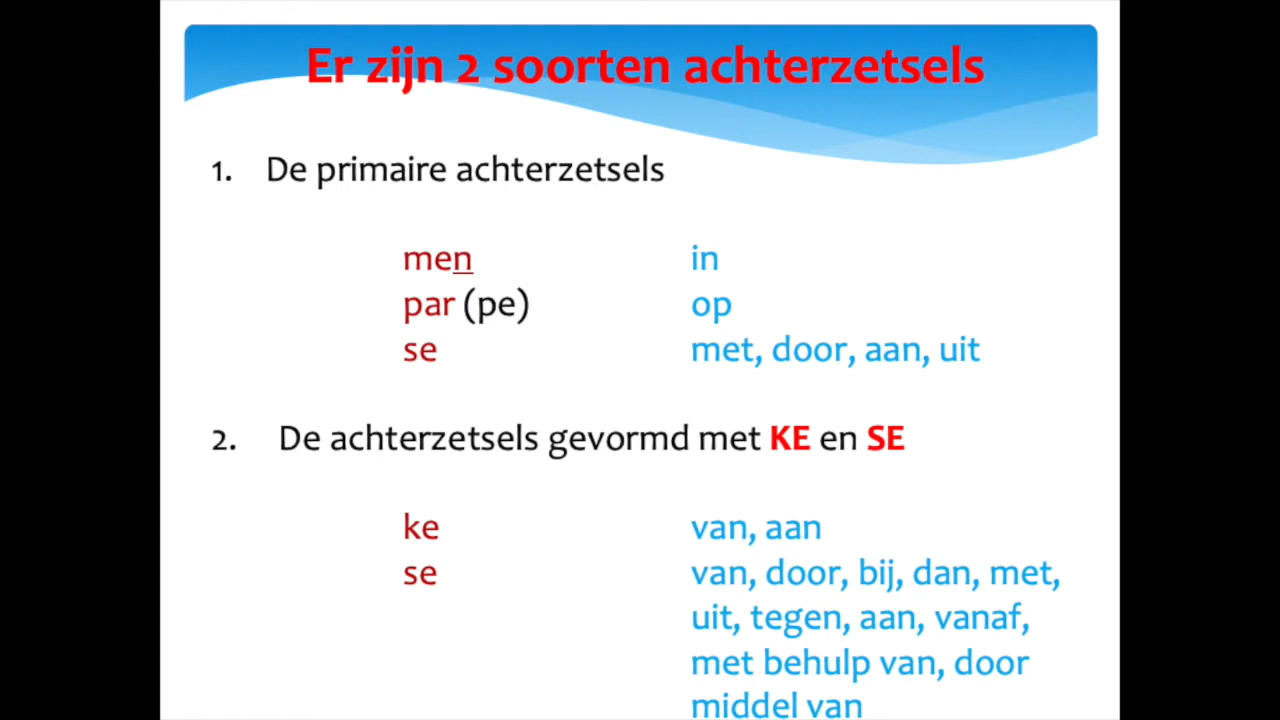 Er zijn 2 soorten achterzetsels
1. De primaire achterzetsels
men in
par (pe) op
se met, door, aan, uit
2. De achterzetsels gevormd met KE en SE
ke van, aan
se van, door, bij, dan, met,
uit, tegen, aan, vanaf,
met behulp van, door
middel van